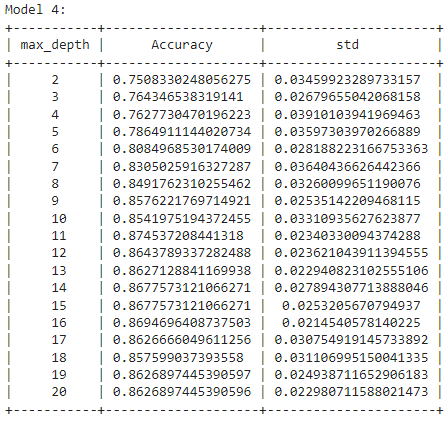 Model 4:
+-----------+--------------------+----------------------+
| max_depth |      Accuracy      |         std          |
+-----------+--------------------+----------------------+
|     2     | 0.7508330248056275 | 0.03459923289733157  |
|     3     | 0.764346538319141  | 0.02679655042068158  |
|     4     | 0.7627730470196223 | 0.03910103941969463  |
|     5     | 0.7864911144020734 | 0.03597303970266889  |
|     6     | 0.8084968530174009 | 0.028188223166753363 |
|     7     | 0.8305025916327287 | 0.03640436626442366  |
|     8     | 0.8491762310255462 | 0.03260099651190076  |
|     9     | 0.8576221769714921 | 0.02535142209468115  |
|     10    | 0.8541975194372455 | 0.03310935627623877  |
|     11    | 0.874537208441318  | 0.02340330094374288  |
|     12    | 0.8643789337282488 | 0.023621043911394555 |
|     13    | 0.8627128841169938 | 0.022940823102555106 |
|     14    | 0.8677573121066271 | 0.027894307713888046 |
|     15    | 0.8677573121066271 |  0.0253205670794937  |
|     16    | 0.8694696408737503 |  0.0214540578140225  |
|     17    | 0.8626666049611256 | 0.030754919145733892 |
|     18    | 0.857599037393558  | 0.031106995150041335 |
|     19    | 0.8626897445390597 | 0.024938711652906183 |
|     20    | 0.8626897445390596 | 0.022980711588021473 |
+-----------+--------------------+----------------------+